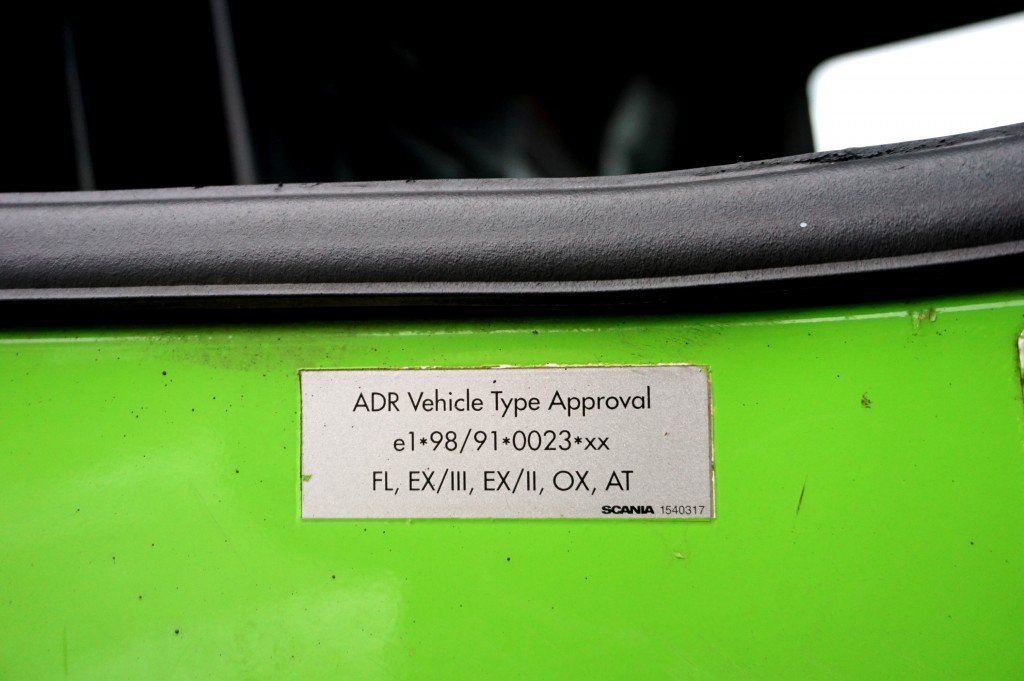 ADR Vehicle Type Approval
e1*98/91*0023*xx
FL, EX/III, EX/II, OX, AT
SCANIA 1540317